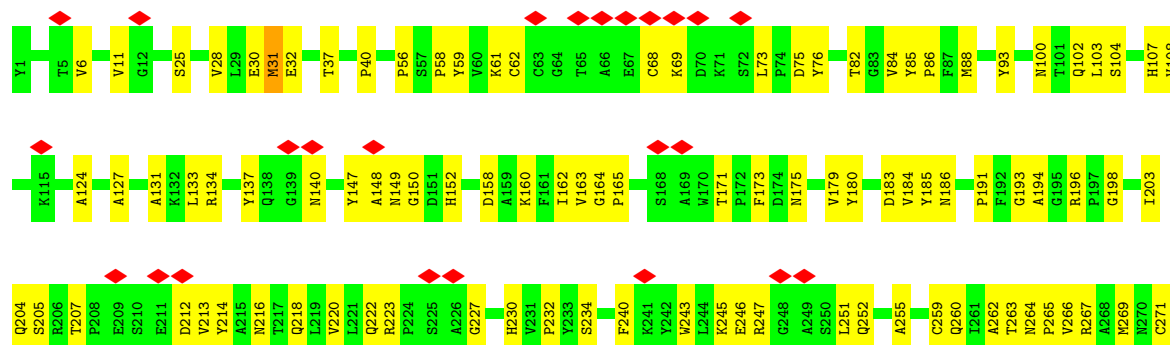 Y1 T5 V6 V11 G12 S25 V28 L29 E30 M31 E32 T37 P40 P56 S57 P58 Y59 V60 K61 C62 C63 G64 T65 A66 E67 C68 K69 D70 K71 S72 L73 P74 D75 Y76 T82 G83 V84 Y85 P86 F87 M88 Y93 N100 T101 Q102 L103 S104 H107
K115 A124 A127 A131 K132 L133 R134 Y137 Q138 G139 N140 Y147 A148 N149 G150 D151 H152 D158 A159 K160 F161 I162 V163 G164 P165 S168 A169 W170 T171 P172 F173 D174 N175 V179 Y180 D183 V184 Y185 N186 P191 F192 G193 A194 G195 R196 P197 G198 I203
Q204 S205 R206 T207 P208 E209 S210 E211 D212 V213 Y214 A215 N216 T217 Q218 L219 V220 L221 Q222 R223 P224 S225 A226 G227 H230 V231 P232 Y233 S234 F240 K241 Y242 W243 L244 K245 E246 R247 G248 A249 S250 L251 Q252 A255 C259 Q260 I261 A262 T263 N264 P265 V266 R267 A268 M269 N270 C271